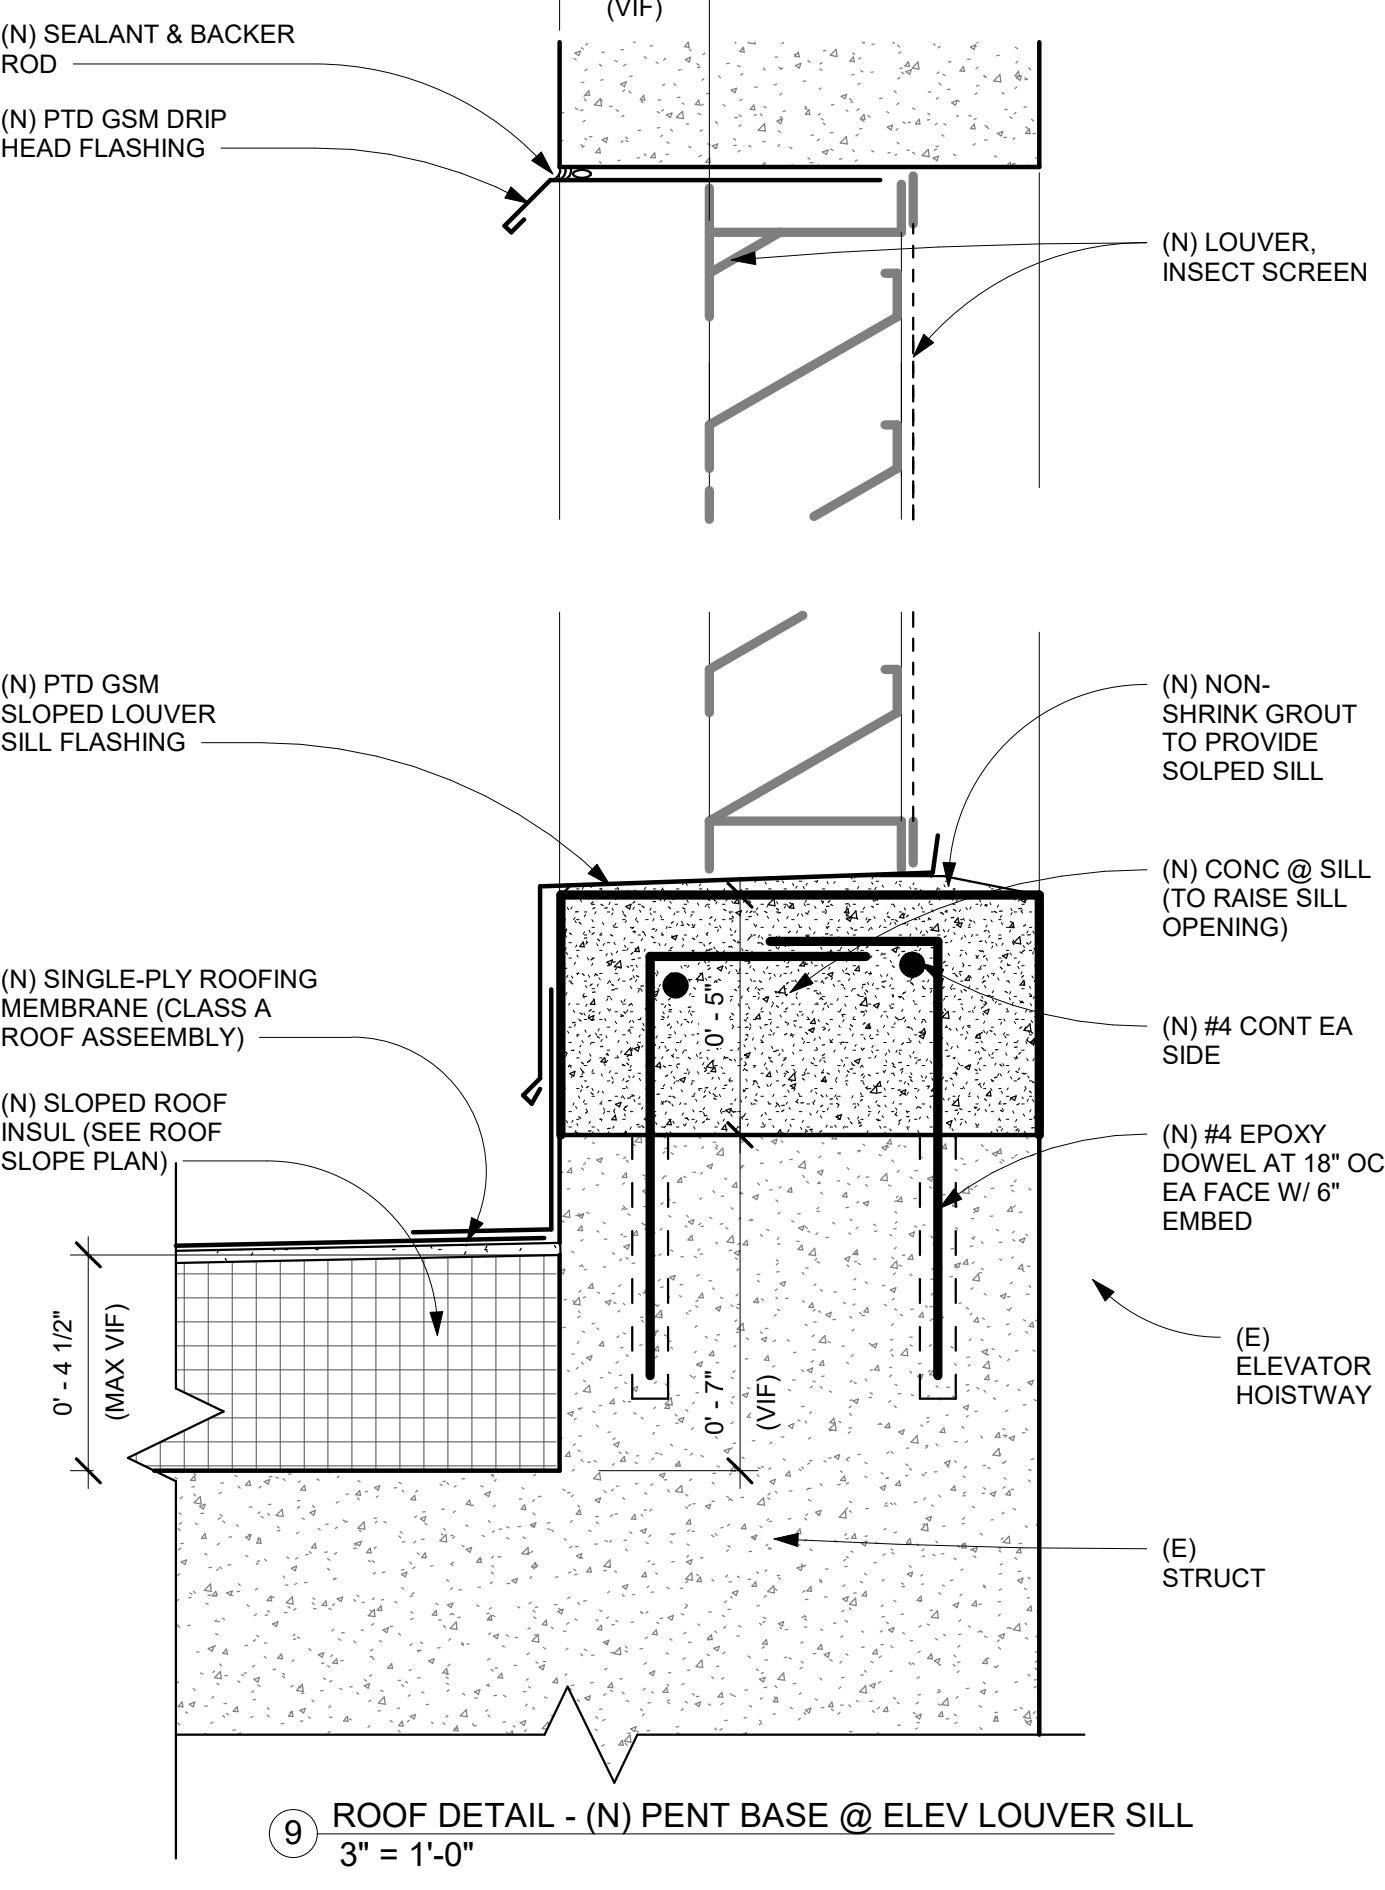 (VIF)
(N) SEALANT & BACKER
ROD
(N) PTD GSM DRIP
HEAD FLASHING
(N) LOUVER,
INSECT SCREEN
(N) PTD GSM
SLOPED LOUVER
SILL FLASHING
(N) NON-
SHRINK GROUT
TO PROVIDE
SOLPED SILL
(N) CONC @ SILL
(TO RAISE SILL
OPENING)
(N) SINGLE-PLY ROOFING
MEMBRANE (CLASS A
ROOF ASSEEMBLY)
0' - 5"
(N) #4 CONT EA
SIDE
(N) SLOPED ROOF
INSUL (SEE ROOF
SLOPE PLAN)
(N) #4 EPOXY
DOWEL AT 18" OC
EA FACE W/ 6"
EMBED
0' - 4 1/2"
(MAX VIF)
0' - 7"
(VIF)
(E)
ELEVATOR
HOISTWAY
(E)
STRUCT
9
ROOF DETAIL - (N) PENT BASE @ ELEV LOUVER SILL
3" = 1'-0"